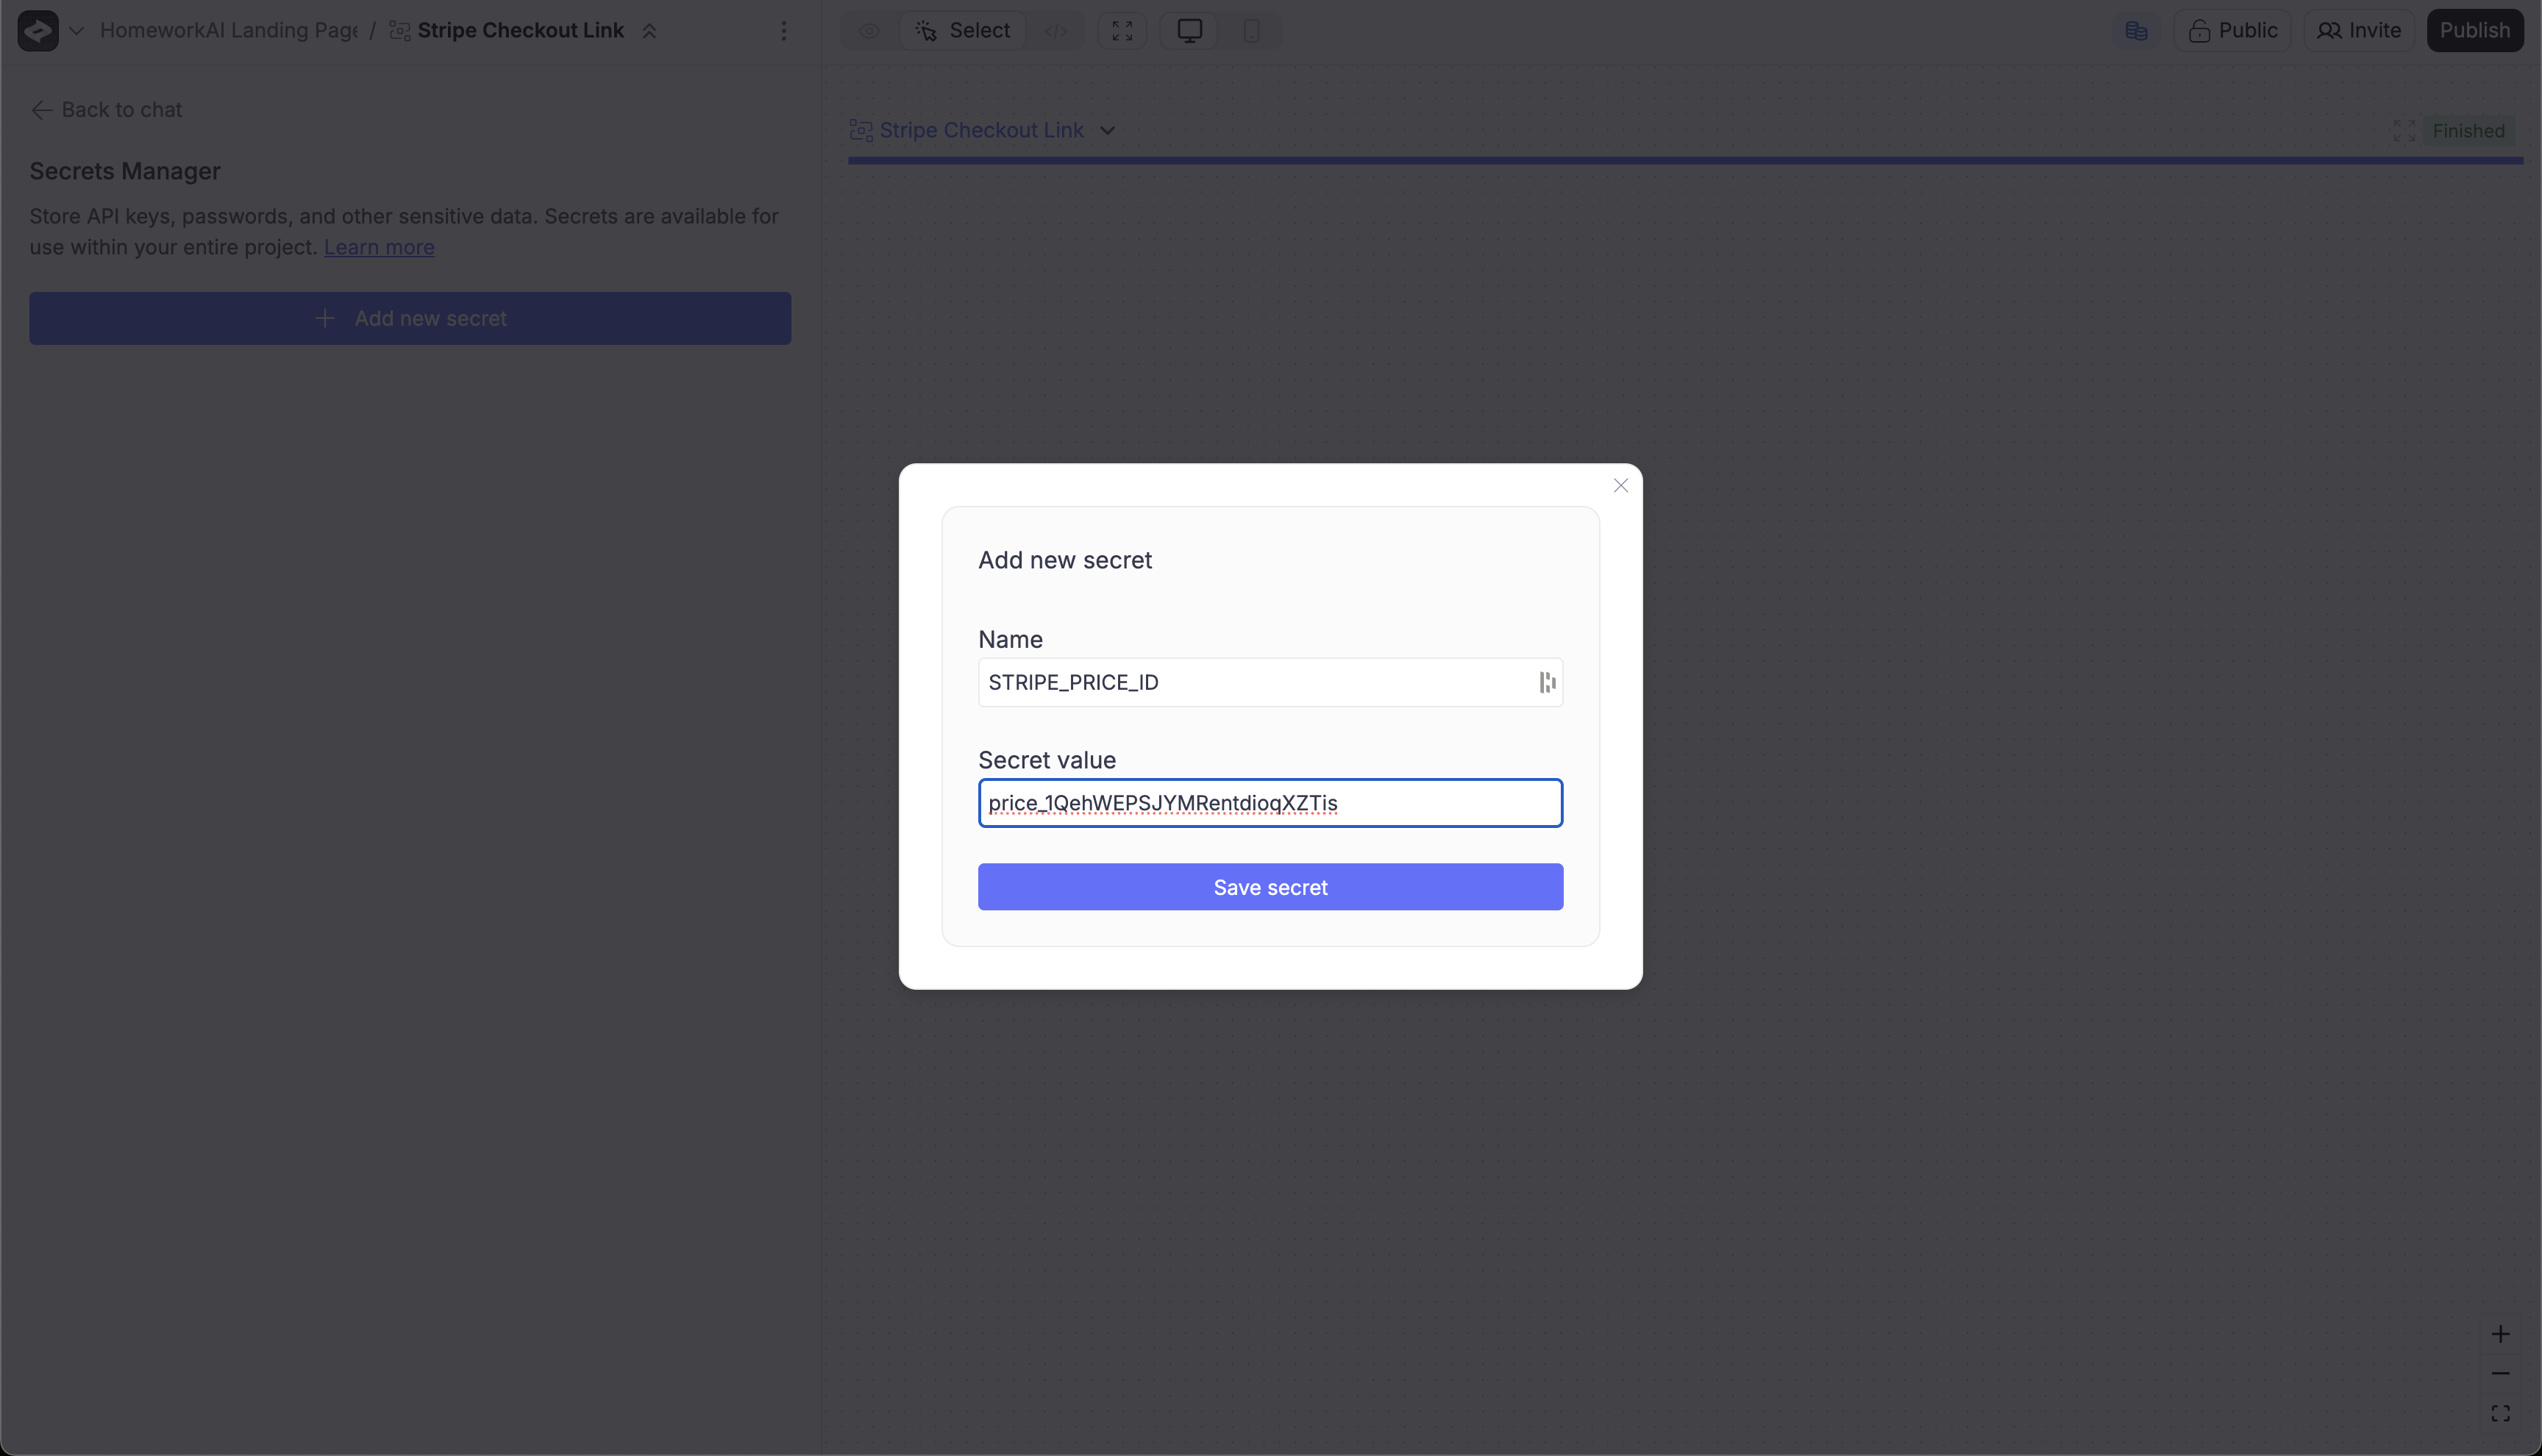 HomeworkAI Landing Page / Stripe Checkout Link
Select
Public
Invite
Publish
Back to chat
Secrets Manager
Store API keys, passwords, and other sensitive data. Secrets are available for
use within your entire project. Learn more
Add new secret
Stripe Checkout Link
Finished
Add new secret
Name
STRIPE_PRICE_ID
Secret value
price_1QehWEPSJYMRentdioqXZTis
Save secret